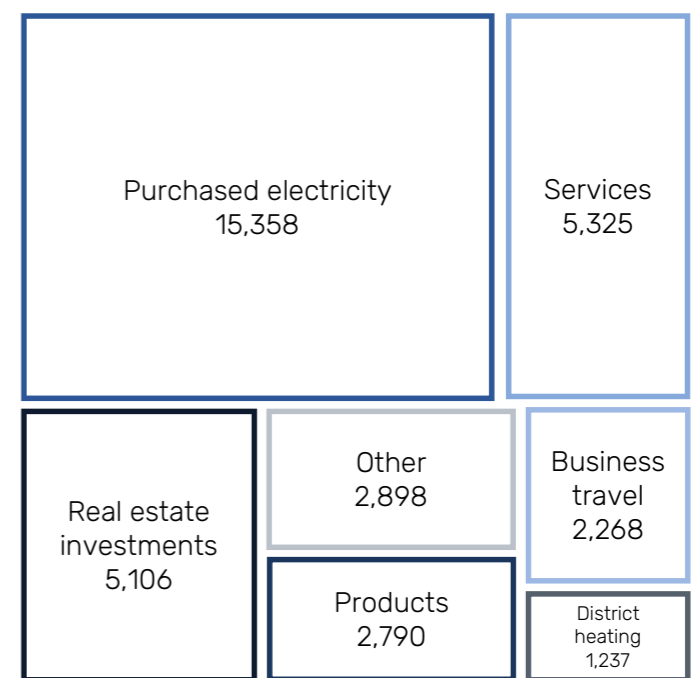 Purchased electricity
15,358
Services
5,325
Real estate
investments
5,106
Other
2,898
Products
2,790
Business
travel
2,268
District
heating
1,237